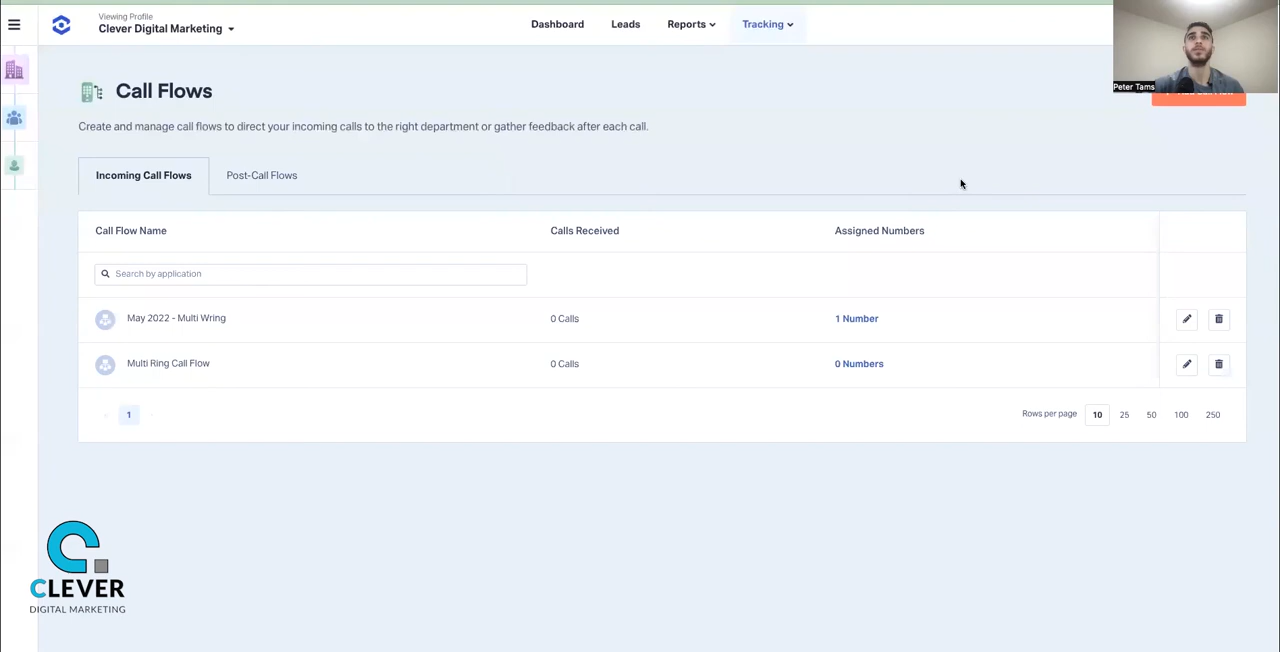 Viewing Profile
Clever Digital Marketing
Dashboard
Leads
Reports
Tracking
Peter Tams
Call Flows
Create and manage call flows to direct your incoming calls to the right department or gather feedback after each call.
Incoming Call Flows
Post-Call Flows
Call Flow Name
Calls Received
Assigned Numbers
Search by application
May 2022 - Multi Wring
0 Calls
1 Number
Multi Ring Call Flow
0 Calls
0 Numbers
1
Rows per page
10
25
50
100
250
CLEVER
DIGITAL MARKETING